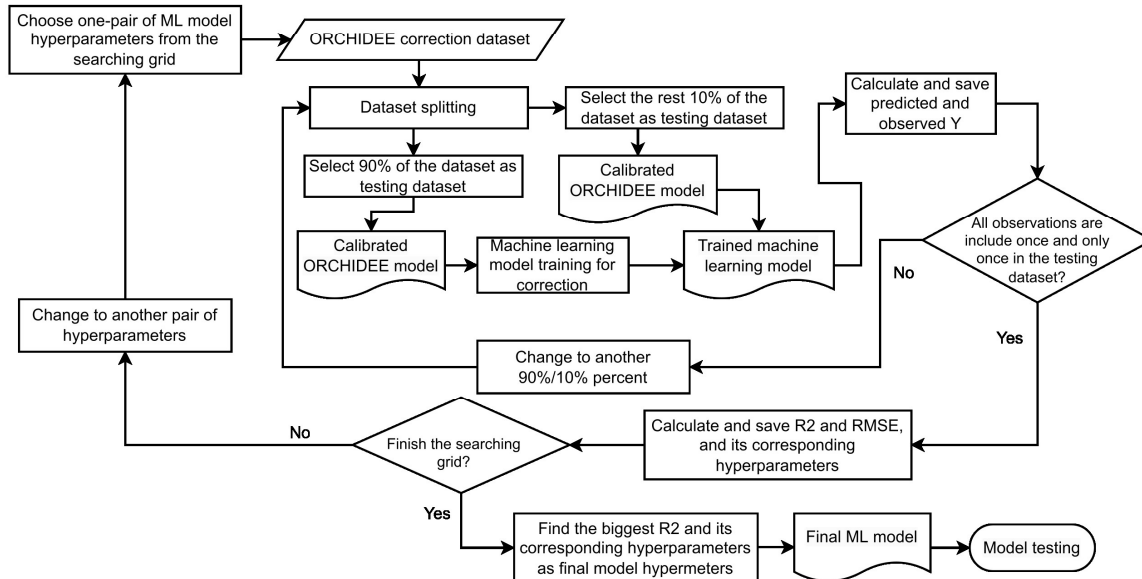 Choose one-pair of ML model
hyperparameters from the
searching grid
ORCHIDEE correction dataset
Dataset splitting
Select the rest 10% of the
dataset as testing dataset
Calculate and save
predicted and
observed Y
Select 90% of the dataset as
testing dataset
Calibrated
ORCHIDEE model
Calibrated
ORCHIDEE model
Machine learning
model training for
correction
Trained machine
learning model
All observations are
include once and only
once in the testing
dataset?
No
Yes
Change to another pair of
hyperparameters
Change to another
90%/10% percent
No
Finish the searching
grid?
Calculate and save R2 and RMSE,
and its corresponding
hyperparameters
Yes
Find the biggest R2 and its
corresponding hyperparameters
as final model hypermeters
Final ML model
Model testing